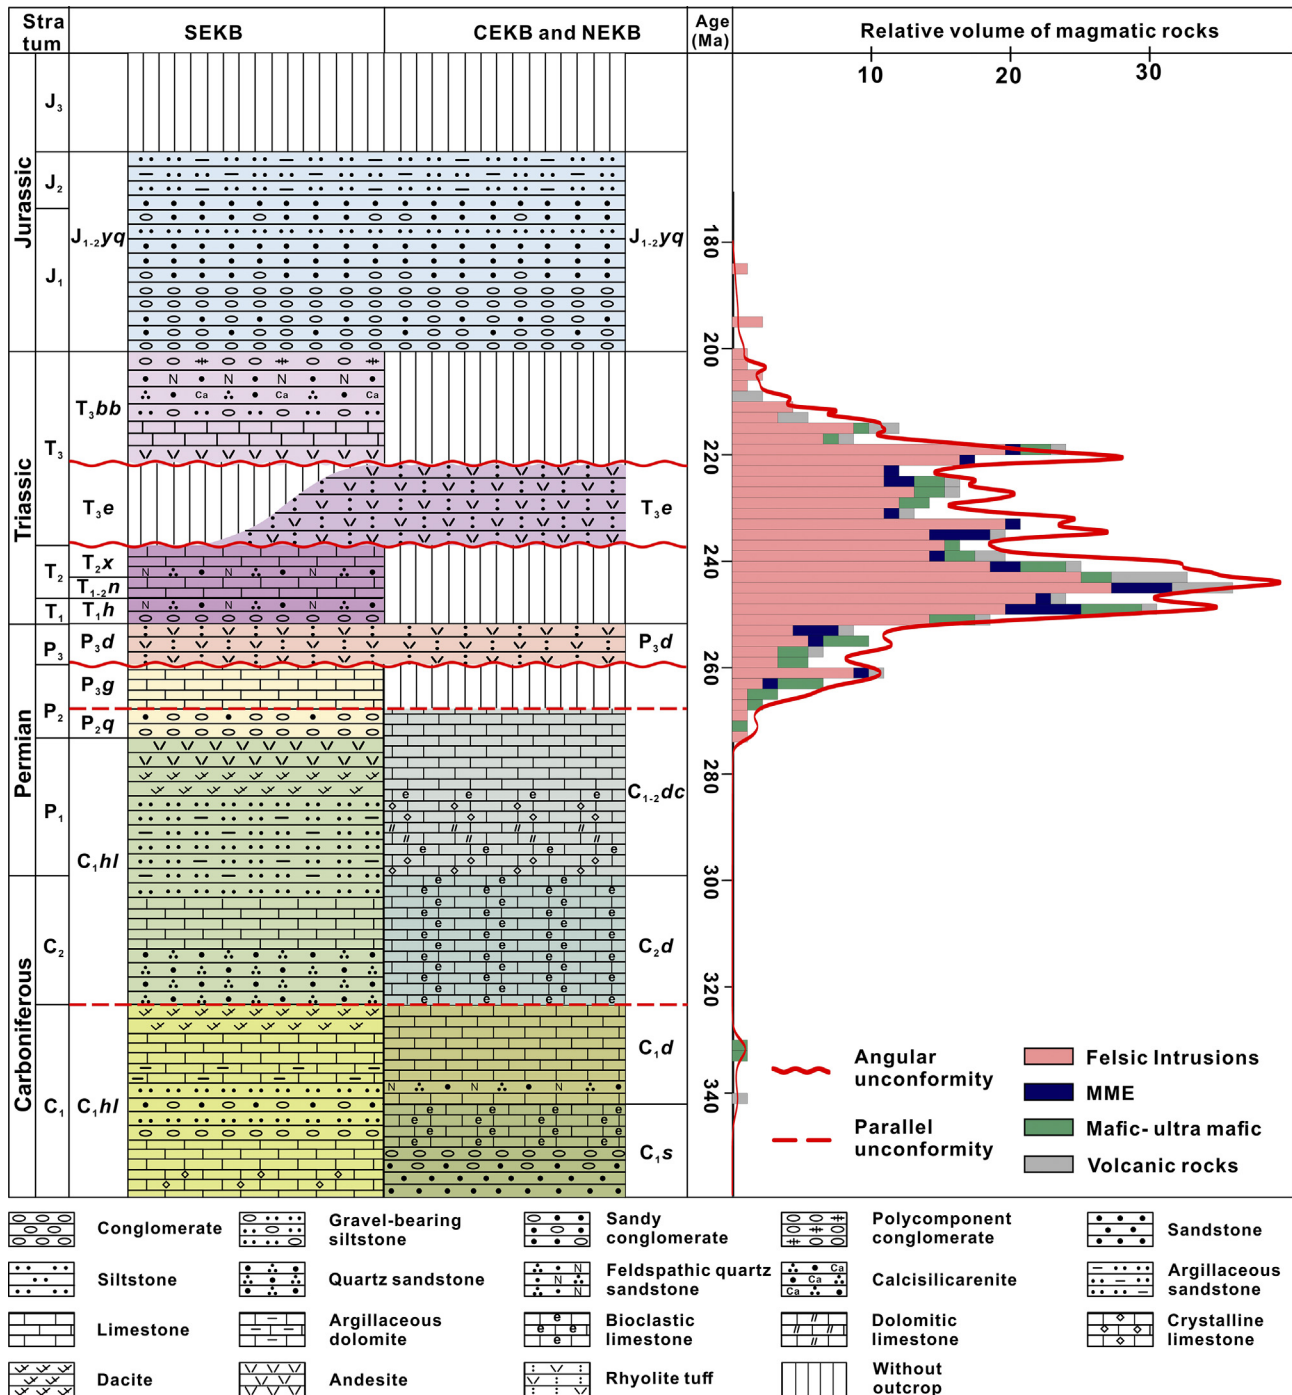 Stra
tum
SEKB
CEKB and NEKB
Age
(Ma)
Relative volume of magmatic rocks
10
20
30
Jurassic
J3
J2
J1
J1-2yq
J1-2yq
Triassic
T3
T3bb
T3e
T3e
T2
T2x
T1-2n
T1
T1h
Permian
P3
P3d
P3d
P3g
P2
P2q
P1
C1hl
C1-2dc
Carboniferous
C2
C2d
C1
C1hl
C1d
C1s
180
200
220
240
260
280
300
320
340
Angular
unconformity
Parallel
unconformity
Felsic Intrusions
MME
Mafic- ultra mafic
Volcanic rocks
Conglomerate
Gravel-bearing
siltstone
Sandy
conglomerate
Polycomponent
conglomerate
Sandstone
Siltstone
Quartz sandstone
Feldspathic quartz
sandstone
Calcisilicarenite
Argillaceous
sandstone
Limestone
Argillaceous
dolomite
Bioclastic
limestone
Dolomitic
limestone
Crystalline
limestone
Dacite
Andesite
Rhyolite tuff
Without
outcrop